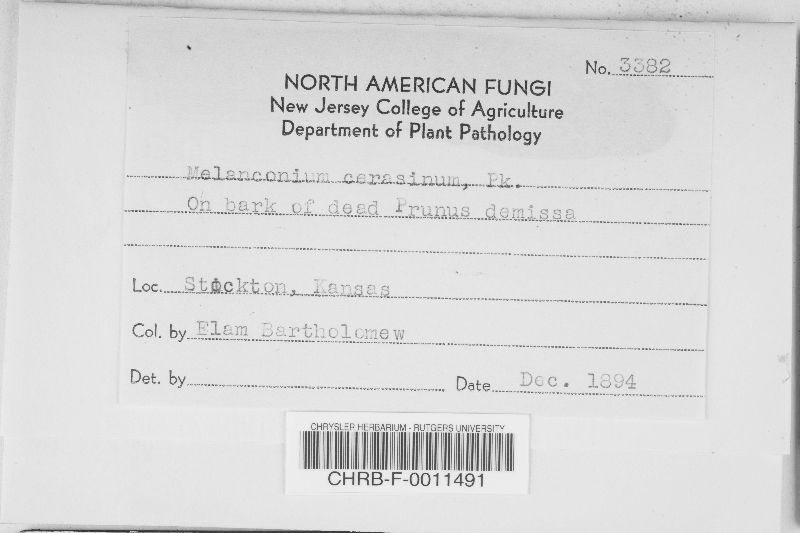 No. 3382
NORTH AMERICAN FUNGI
New Jersey College of Agriculture
Department of Plant Pathology
Melanconium cerasinum, Pk.
On bark of dead Prunus demissa
Loc. Stockton, Kansas
Col. by Elam Bartholomew
Det. by
Date Dec. 1894
CHRYSLER HERBARIUM - RUTGERS UNIVERSITY
CHRB-F-0011491